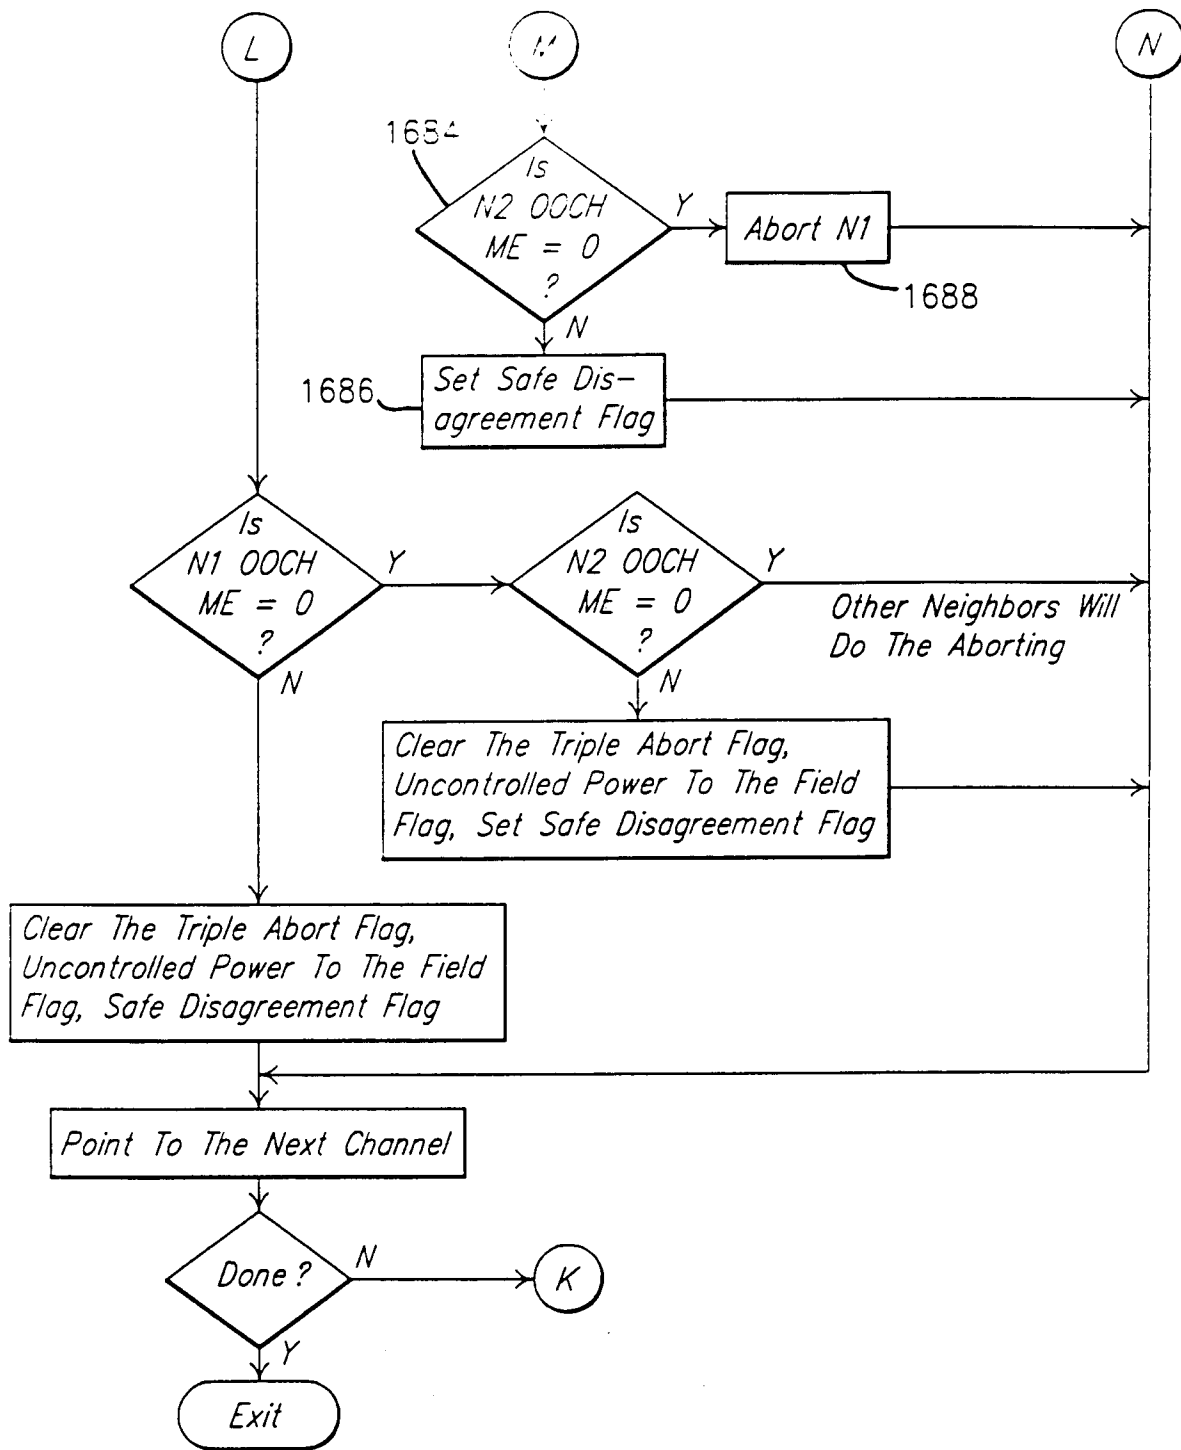 L
M
N
1684
Is
N2 OOCH
ME = 0
?
Y
Abort N1
1688
N
1686
Set Safe Dis-
agreement Flag
Is
N1 OOCH
ME = 0
?
Y
Is
N2 OOCH
ME = 0
?
Y
Other Neighbors Will
Do The Aborting
N
N
Clear The Triple Abort Flag,
Uncontrolled Power To The Field
Flag, Set Safe Disagreement Flag
Clear The Triple Abort Flag,
Uncontrolled Power To The Field
Flag, Safe Disagreement Flag
Point To The Next Channel
Done?
N
K
Y
Exit